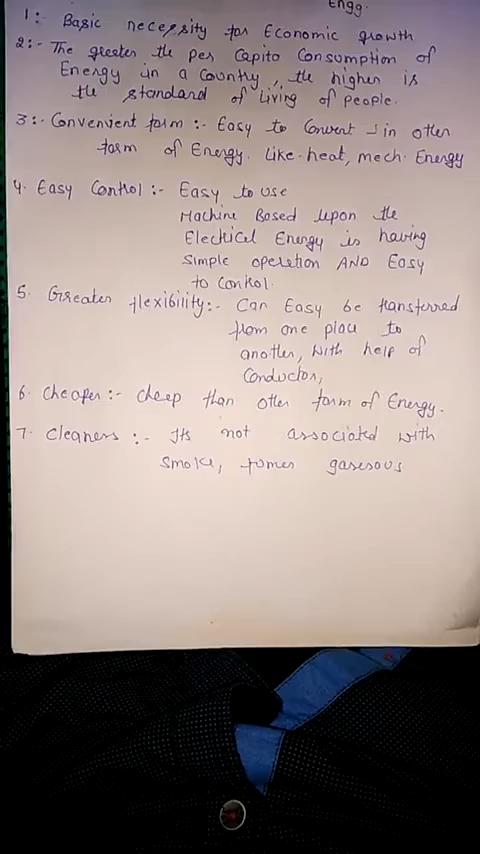 Engg.
1:- Basic necessity for Economic growth
2:- The greater the per Capita Consumption of
Energy in a Country, the higher is
the standard of living of people.
3:- Convenient form :- Easy to Convert in other
form of Energy. Like-heat, mech. Energy
4. Easy Control :- Easy to use
Machine Based upon the
Electrical Energy is having
simple operation AND Easy
to control.
5. Greater flexibility:- Can Easy be transferred
from one place to
another, with help of
Conductor,
6. Cheaper :- Cheep than other form of Energy.
7. Cleaness :- Its not associated with
smoke, fumes gaserous